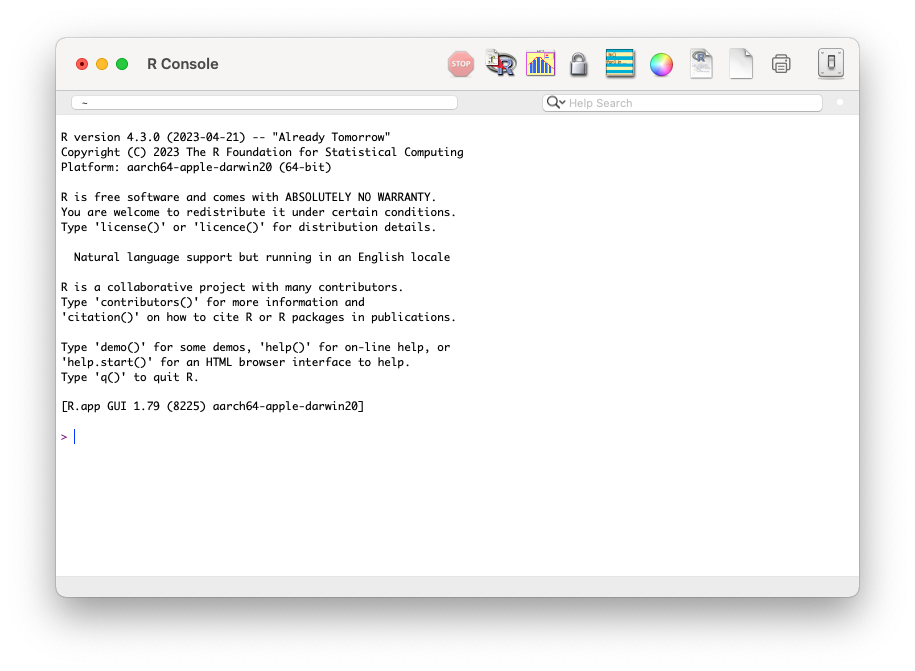 R Console
STOP
~
Help Search
R version 4.3.0 (2023-04-21) -- "Already Tomorrow"
Copyright (C) 2023 The R Foundation for Statistical Computing
Platform: aarch64-apple-darwin20 (64-bit)
R is free software and comes with ABSOLUTELY NO WARRANTY.
You are welcome to redistribute it under certain conditions.
Type 'license()' or 'licence()' for distribution details.
Natural language support but running in an English locale
R is a collaborative project with many contributors.
Type 'contributors()' for more information and
'citation()' on how to cite R or R packages in publications.
Type 'demo()' for some demos, 'help()' for on-line help, or
'help.start()' for an HTML browser interface to help.
Type 'q()' to quit R.
[R.app GUI 1.79 (8225) aarch64-apple-darwin20]
>